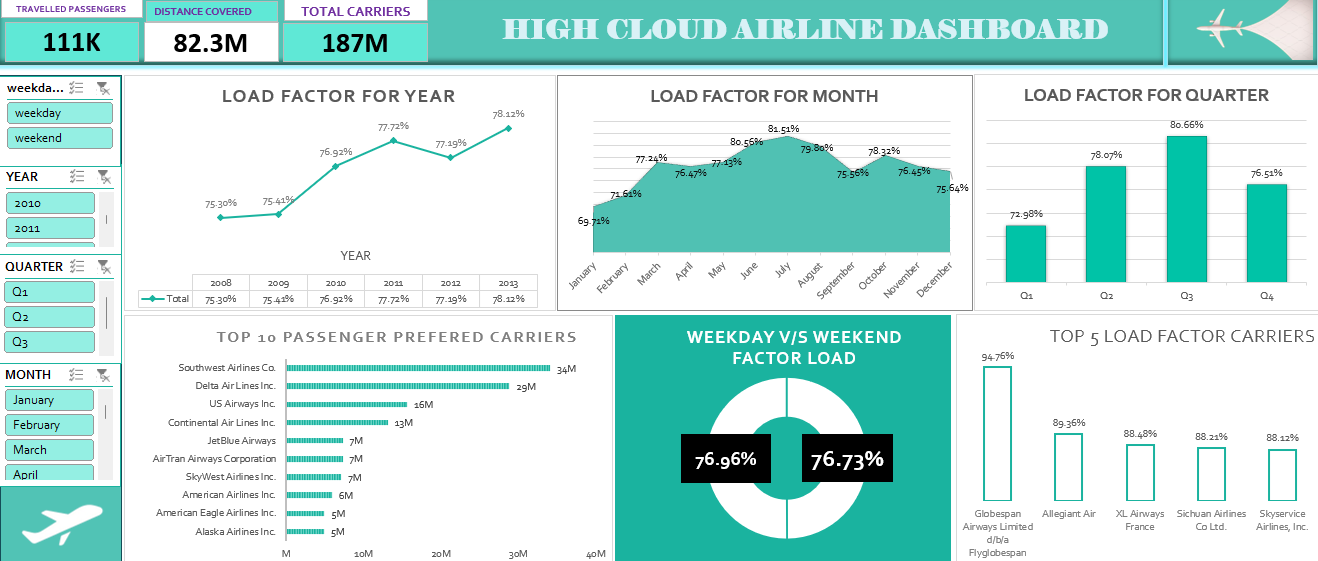 TRAVELLED PASSENGERS
111K
DISTANCE COVERED
82.3M
TOTAL CARRIERS
187M
HIGH CLOUD AIRLINE DASHBOARD
weekda...
weekday
weekend
YEAR
2010
2011
QUARTER
Q1
Q2
Q3
MONTH
January
February
March
April
LOAD FACTOR FOR YEAR
75.30%
75.41%
76.92%
77.72%
77.19%
78.12%
YEAR
2008 2009 2010 2011 2012 2013
Total 75.30% 75.41% 76.92% 77.72% 77.19% 78.12%
LOAD FACTOR FOR MONTH
69.71%
71.61%
77.24%
76.47%
77.13%
80.56%
81.51%
79.80%
75.56%
78.32%
76.45%
75.64%
January
February
March
April
May
June
July
August
September
October
November
December
LOAD FACTOR FOR QUARTER
72.98%
78.07%
80.66%
76.51%
Q1 Q2 Q3 Q4
TOP 10 PASSENGER PREFERED CARRIERS
Southwest Airlines Co. 34M
Delta Air Lines Inc. 29M
US Airways Inc. 16M
Continental Air Lines Inc. 13M
JetBlue Airways 7M
AirTran Airways Corporation 7M
SkyWest Airlines Inc. 7M
American Airlines Inc. 6M
American Eagle Airlines Inc. 5M
Alaska Airlines Inc. 5M
M 10M 20M 30M 40M
WEEKDAY V/S WEEKEND
FACTOR LOAD
76.96%
76.73%
TOP 5 LOAD FACTOR CARRIERS
94.76%
89.36%
88.48%
88.21%
88.12%
Globespan
Airways Limited
d/b/a
Flyglobespan
Allegiant Air
XL Airways
France
Sichuan Airlines
Co Ltd.
Skyservice
Airlines, Inc.